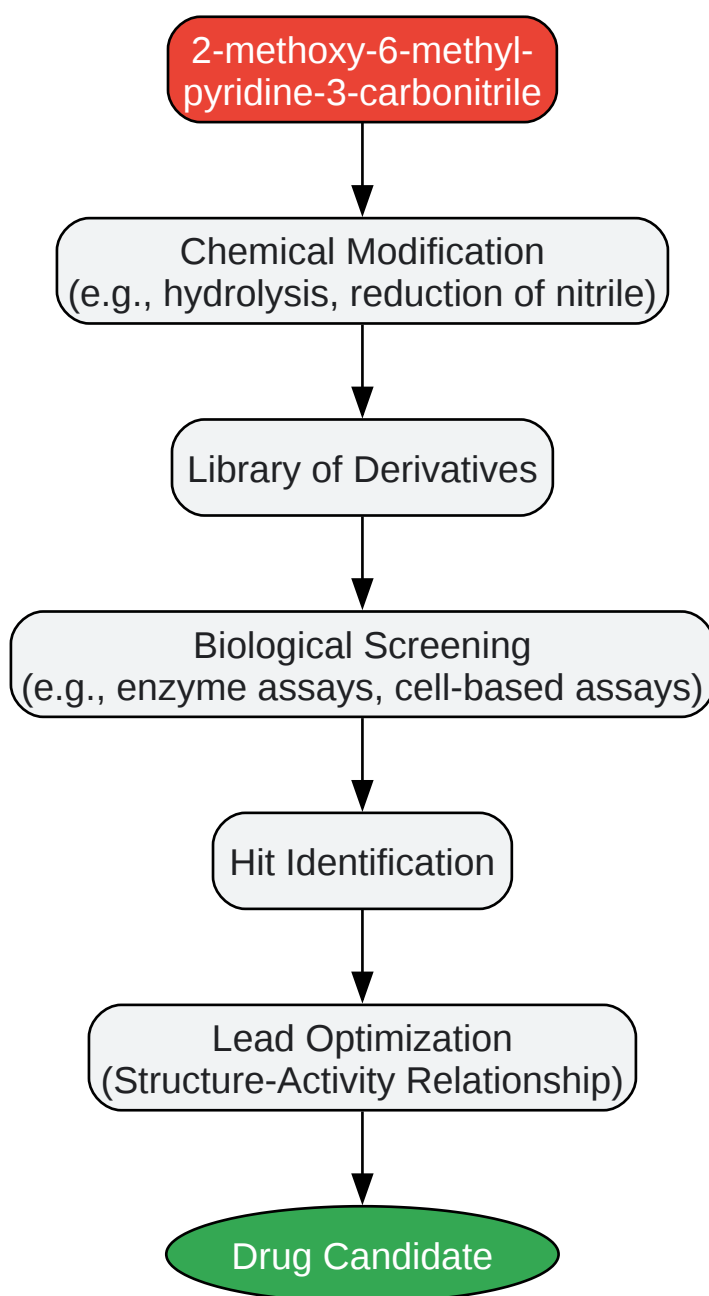 2-methoxy-6-methyl-
pyridine-3-carbonitrile
Chemical Modification
(e.g., hydrolysis, reduction of nitrile)
Library of Derivatives
Biological Screening
(e.g., enzyme assays, cell-based assays)
Hit Identification
Lead Optimization
(Structure-Activity Relationship)
Drug Candidate